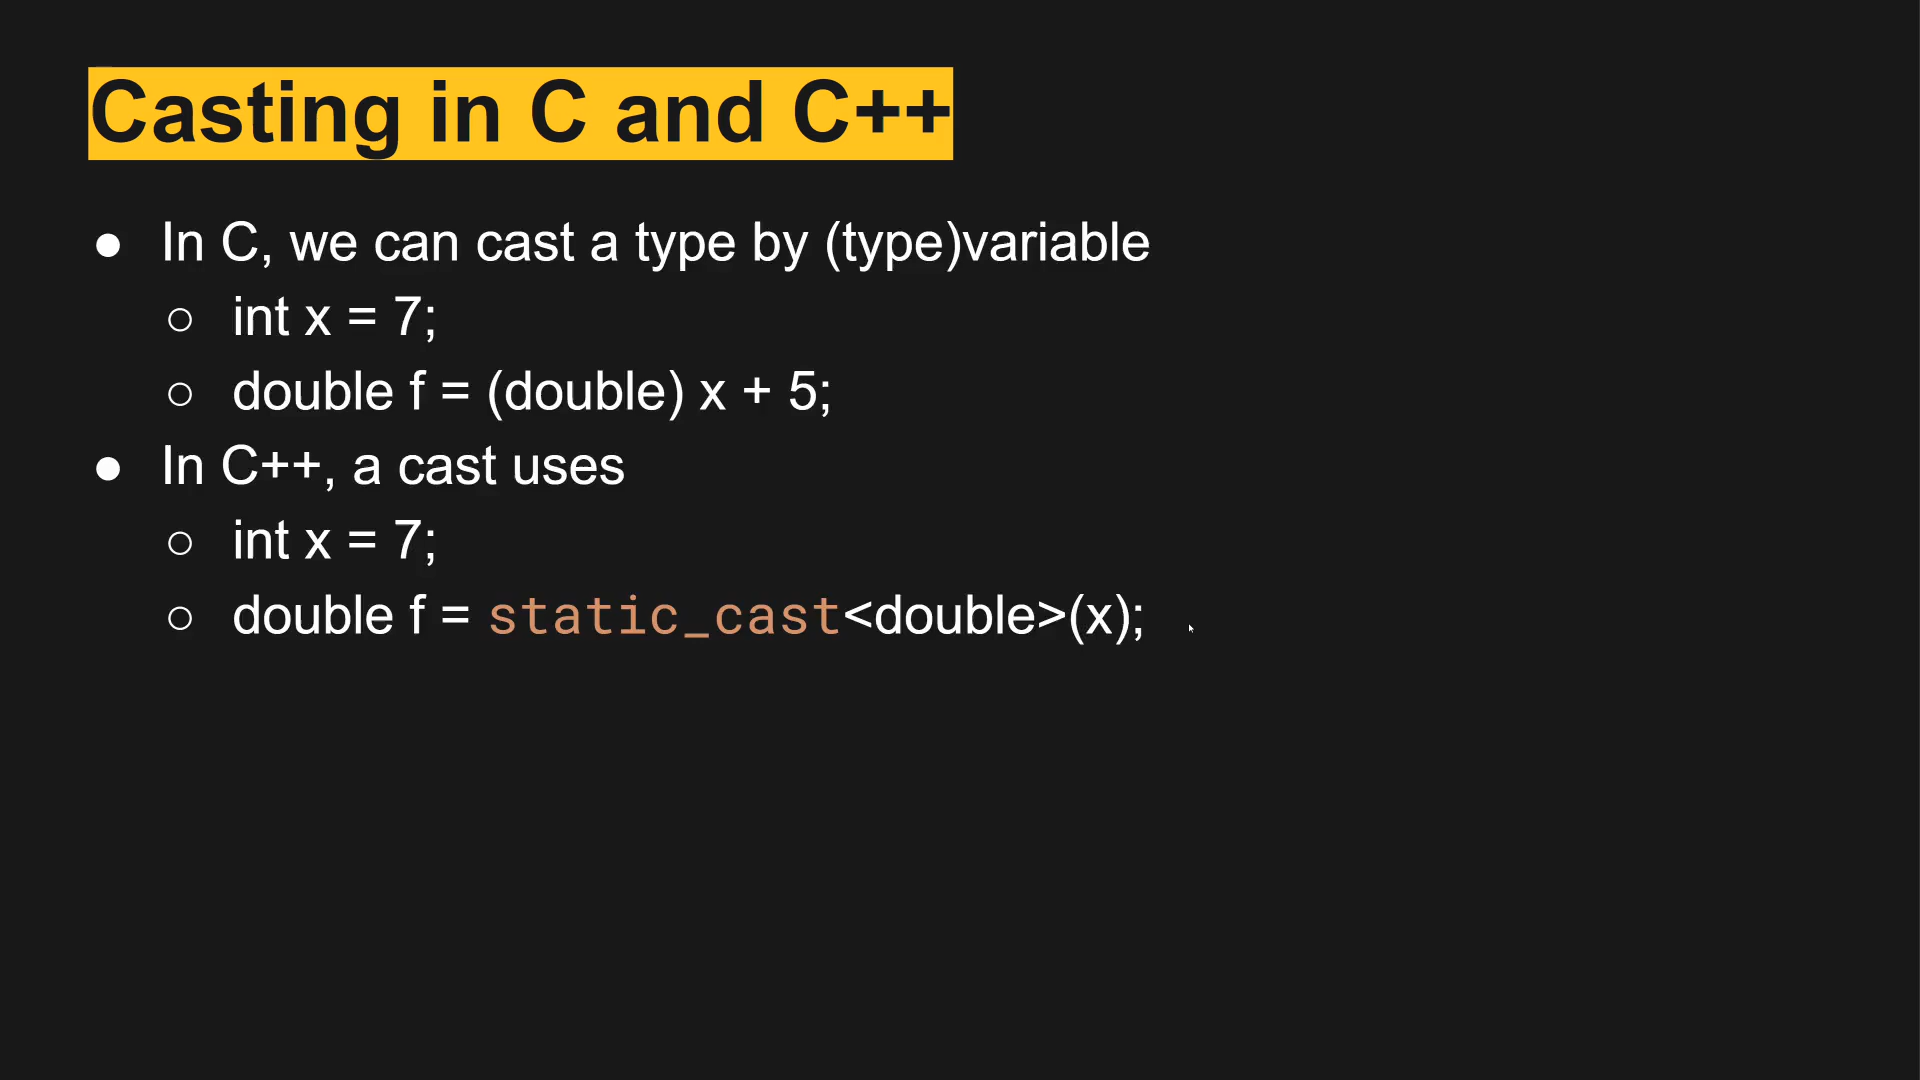 Casting in C and C++
● In C, we can cast a type by (type)variable
○ int x = 7;
○ double f = (double) x + 5;
● In C++, a cast uses
○ int x = 7;
○ double f = static_cast<double>(x);